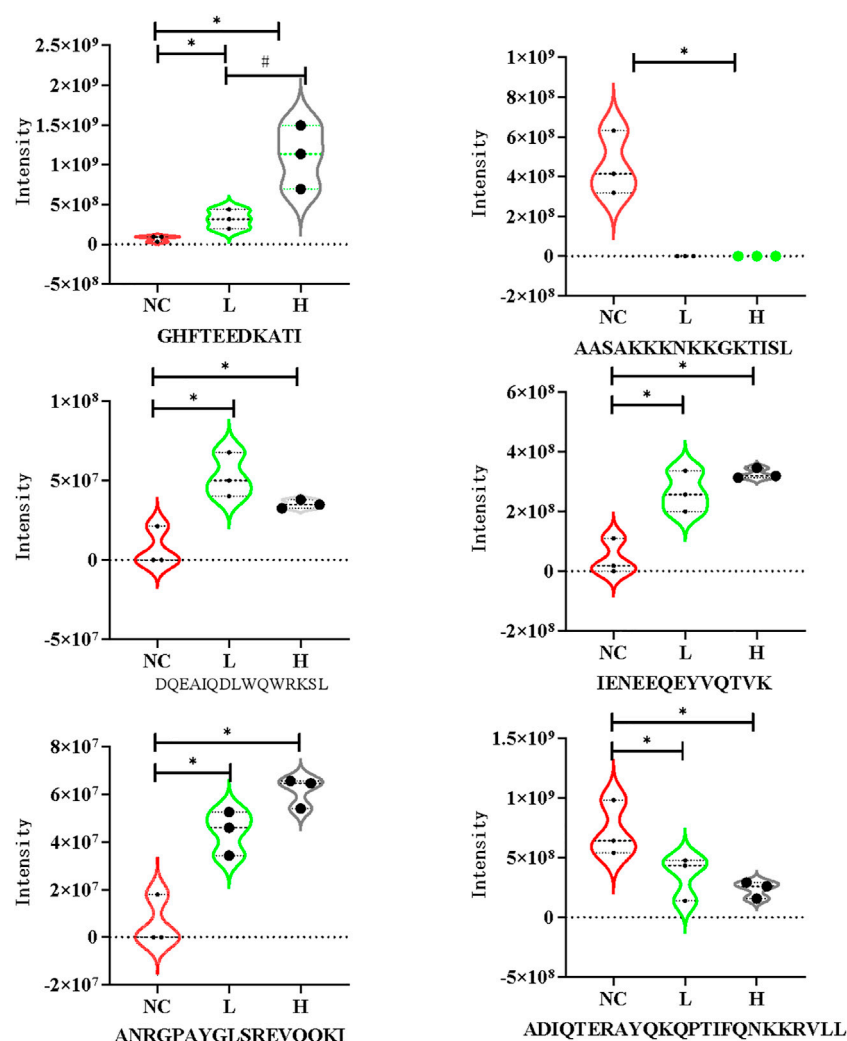 *
*
#
2.5×10⁹
2×10⁹
1.5×10⁹
1×10⁹
5×10⁸
0
-5×10⁸
Intensity
NC L H
GHFTEEDKATI
*
1×10⁹
8×10⁸
6×10⁸
4×10⁸
2×10⁸
0
-2×10⁸
Intensity
NC L H
AASAKKKNKKGKTISL
*
*
1×10⁸
5×10⁷
0
-5×10⁷
Intensity
NC L H
DQEAIQDLWQWRKSL
*
*
6×10⁸
4×10⁸
2×10⁸
0
-2×10⁸
Intensity
NC L H
IENEEQEYVQTVK
*
*
8×10⁷
6×10⁷
4×10⁷
2×10⁷
0
-2×10⁷
Intensity
NC L H
*
*
1.5×10⁹
1×10⁹
5×10⁸
0
-5×10⁸
Intensity
NC L H
ADIQTERAYQKQPTIFQNKKRVLL